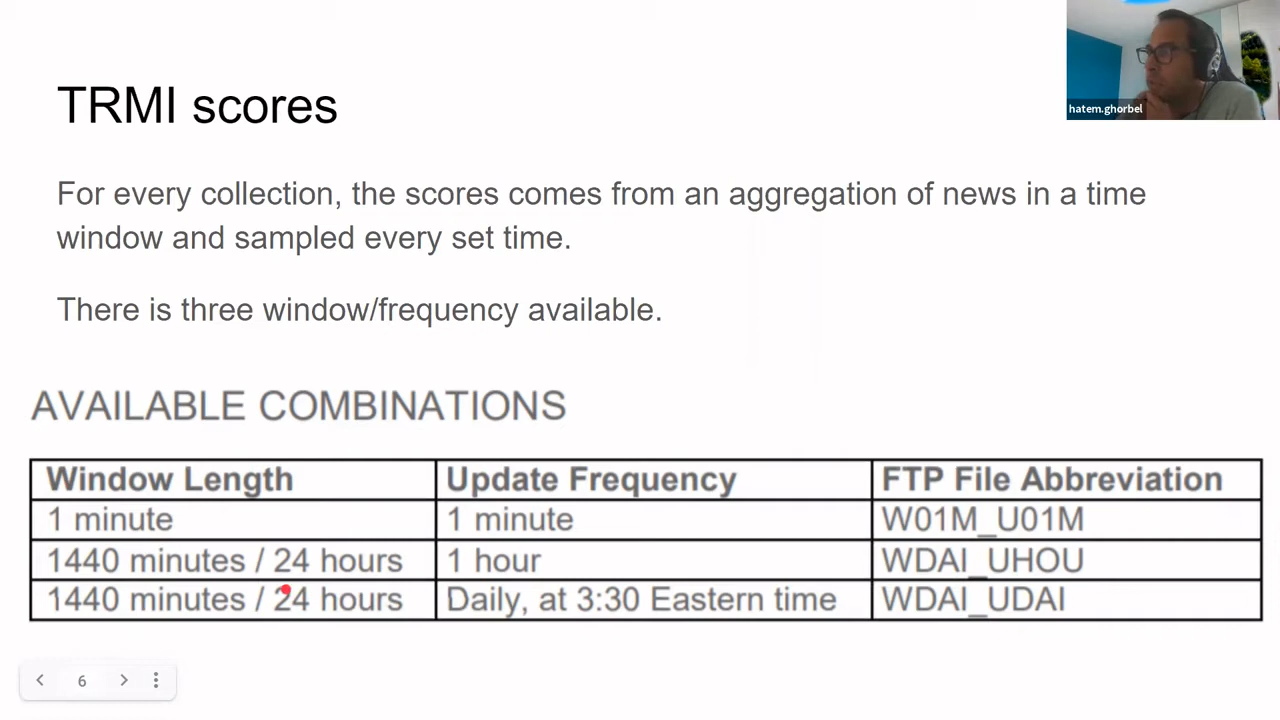 TRMI scores
hatem.ghorbel
For every collection, the scores comes from an aggregation of news in a time
window and sampled every set time.
There is three window/frequency available.
AVAILABLE COMBINATIONS
Window Length Update Frequency FTP File Abbreviation
1 minute 1 minute W01M_U01M
1440 minutes / 24 hours 1 hour WDAI_UHOU
1440 minutes / 24 hours Daily, at 3:30 Eastern time WDAI_UDAI
6